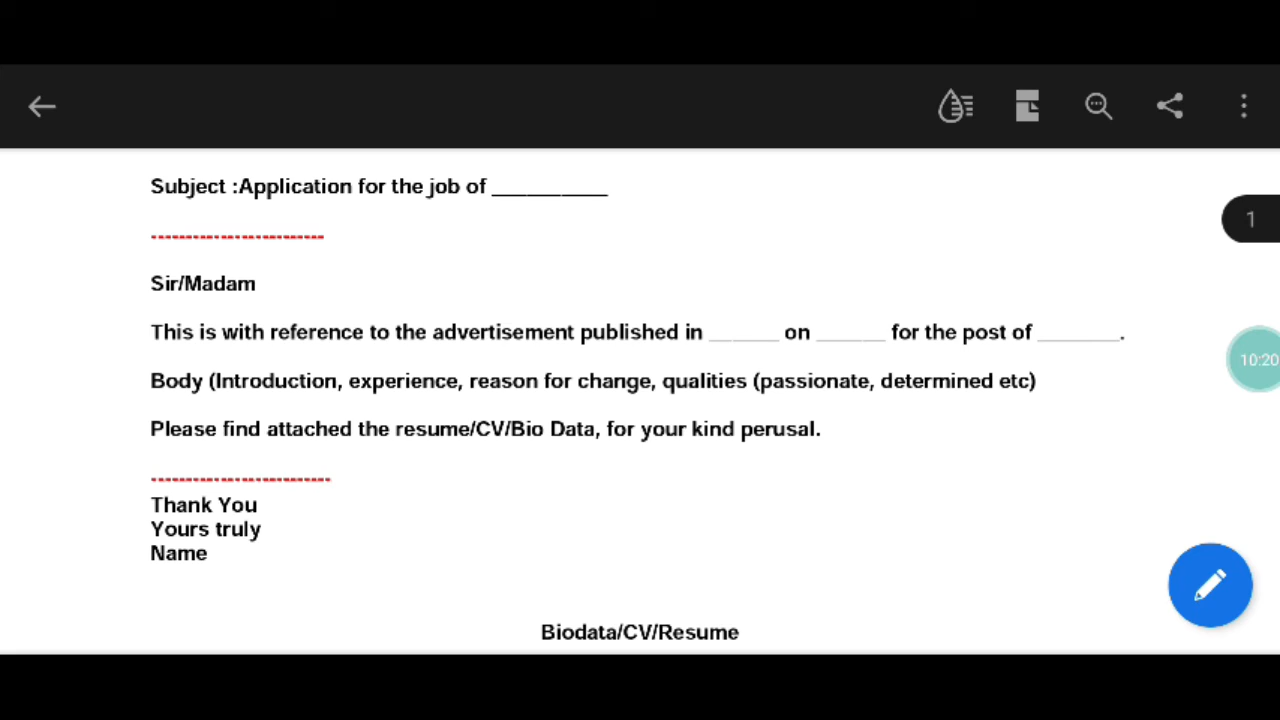 Subject :Application for the job of __________
-------------------------
Sir/Madam
This is with reference to the advertisement published in ______ on ______ for the post of _______.
Body (Introduction, experience, reason for change, qualities (passionate, determined etc)
Please find attached the resume/CV/Bio Data, for your kind perusal.
--------------------------
Thank You
Yours truly
Name
Biodata/CV/Resume
1
10:20